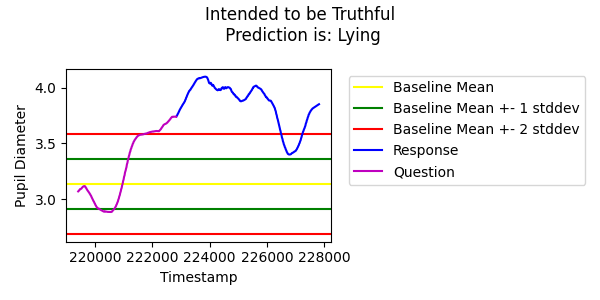 Intended to be Truthful
Prediction is: Lying
Pupil Diameter
4.0
3.5
3.0
220000 222000 224000 226000 228000
Timestamp
Baseline Mean
Baseline Mean +- 1 stddev
Baseline Mean +- 2 stddev
Response
Question